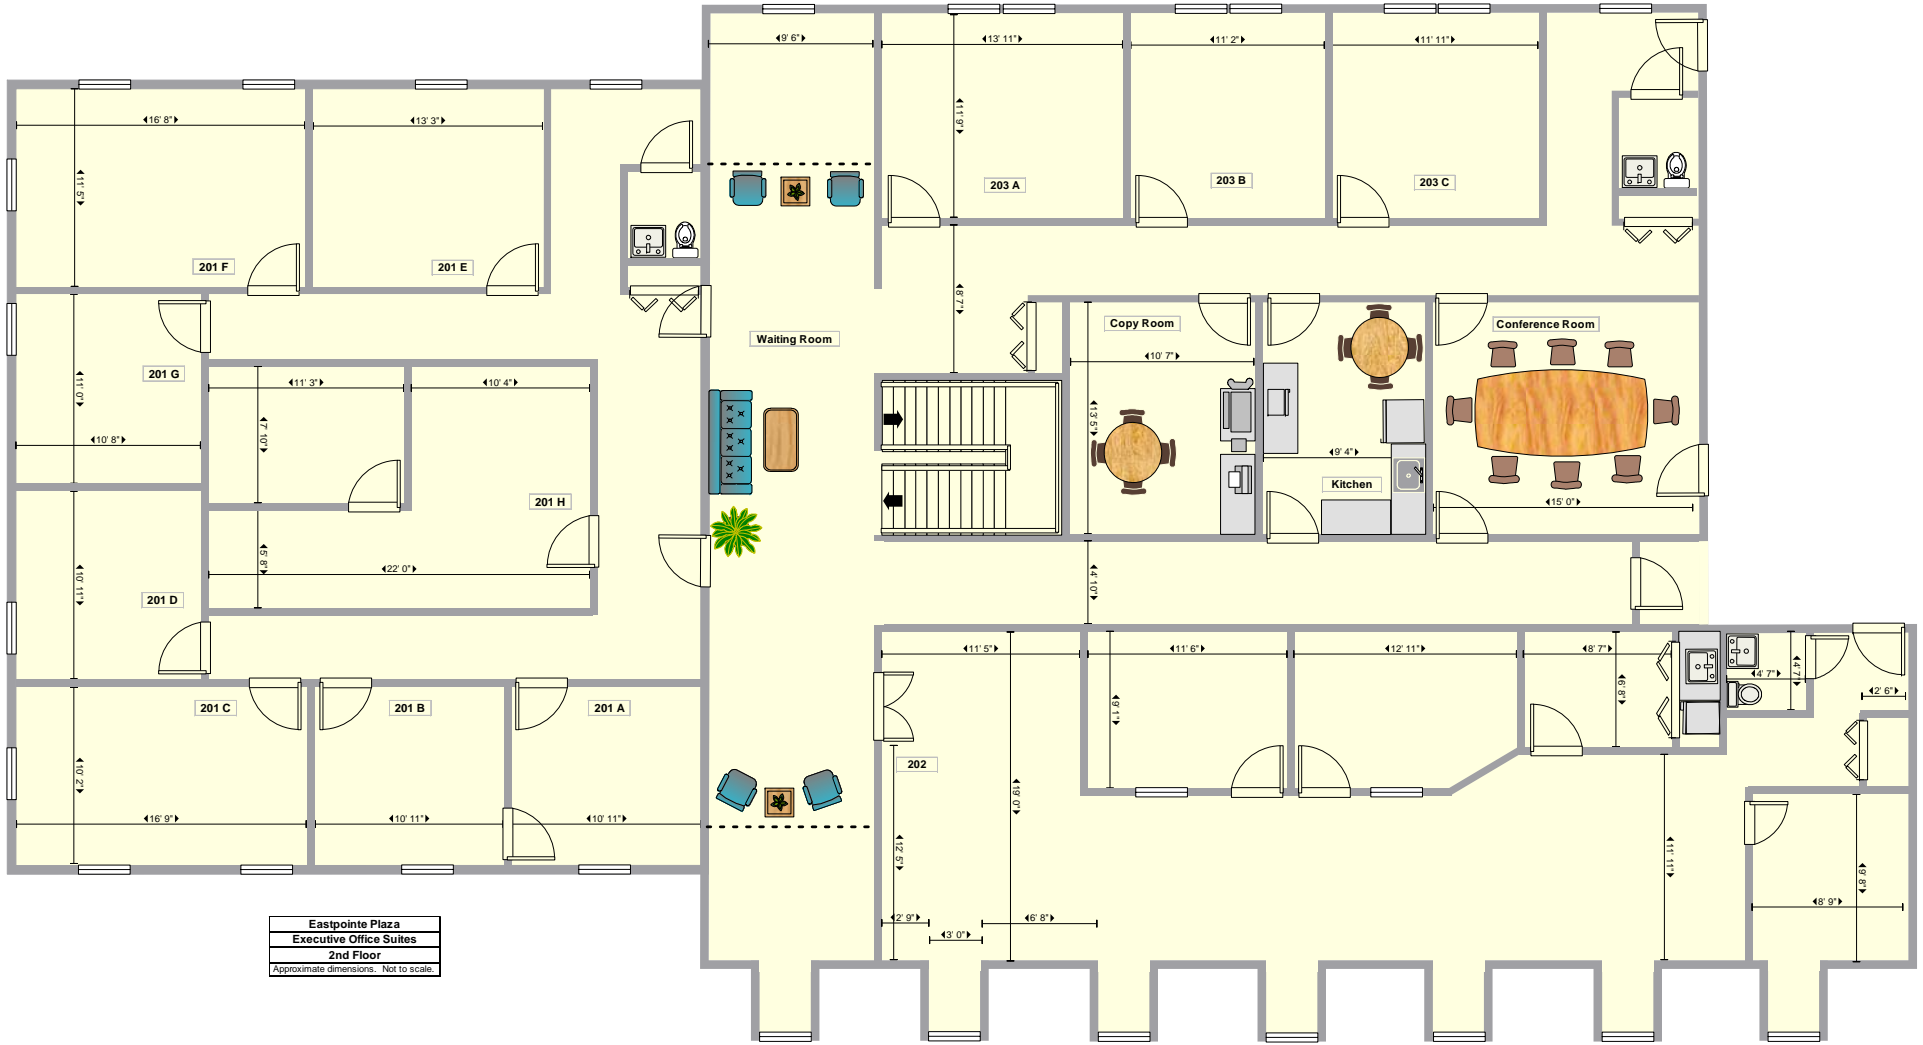 9' 6"
13' 11"
11' 2"
11' 11"
11' 9"
16' 8"
13' 3"
11' 5"
203 A
203 B
203 C
201 F
201 E
8' 7"
Waiting Room
Copy Room
Conference Room
10' 7"
201 G
11' 0"
11' 3"
10' 4"
17' 10"
13' 5"
10' 8"
9' 4"
Kitchen
15' 0"
201 H
5' 8"
22' 0"
10' 11"
4' 10"
201 D
11' 5"
11' 6"
12' 11"
8' 7"
4' 7"
4' 7"
6' 8"
2' 6"
201 C
201 B
201 A
9' 1"
202
10' 2"
19' 0"
16' 9"
10' 11"
10' 11"
12' 5"
11' 11"
9' 8"
8' 9"
2' 9"
6' 8"
3' 0"
Eastpointe Plaza
Executive Office Suites
2nd Floor
Approximate dimensions. Not to scale.